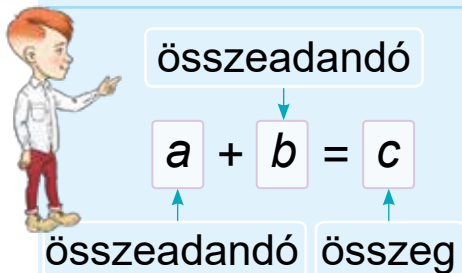 összeadandó
a + b = c
összeadandó összeg